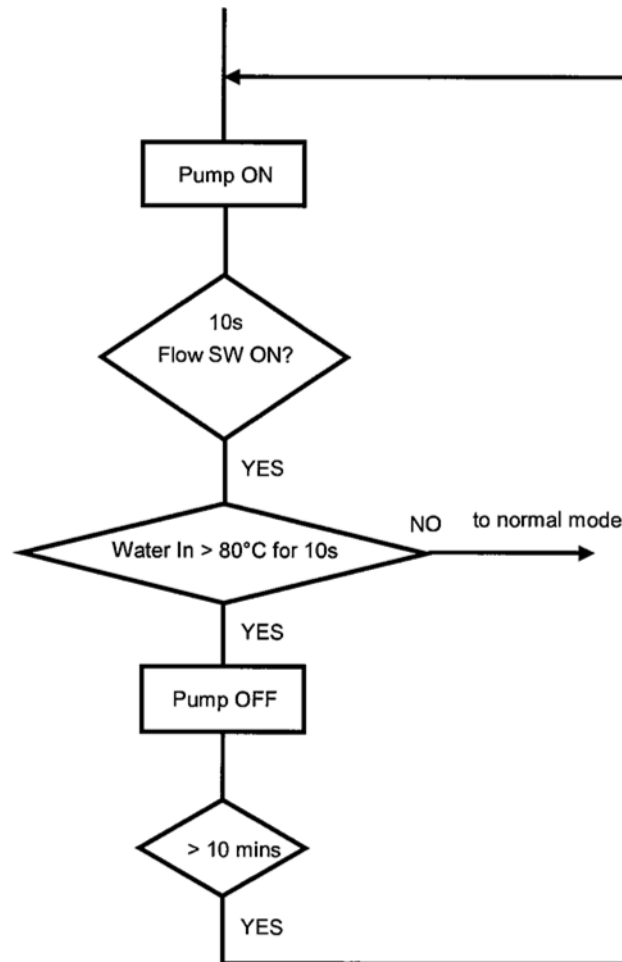 Pump ON
10s
Flow SW ON?
YES
Water In > 80°C for 10s
NO
to normal mode
YES
Pump OFF
> 10 mins
YES